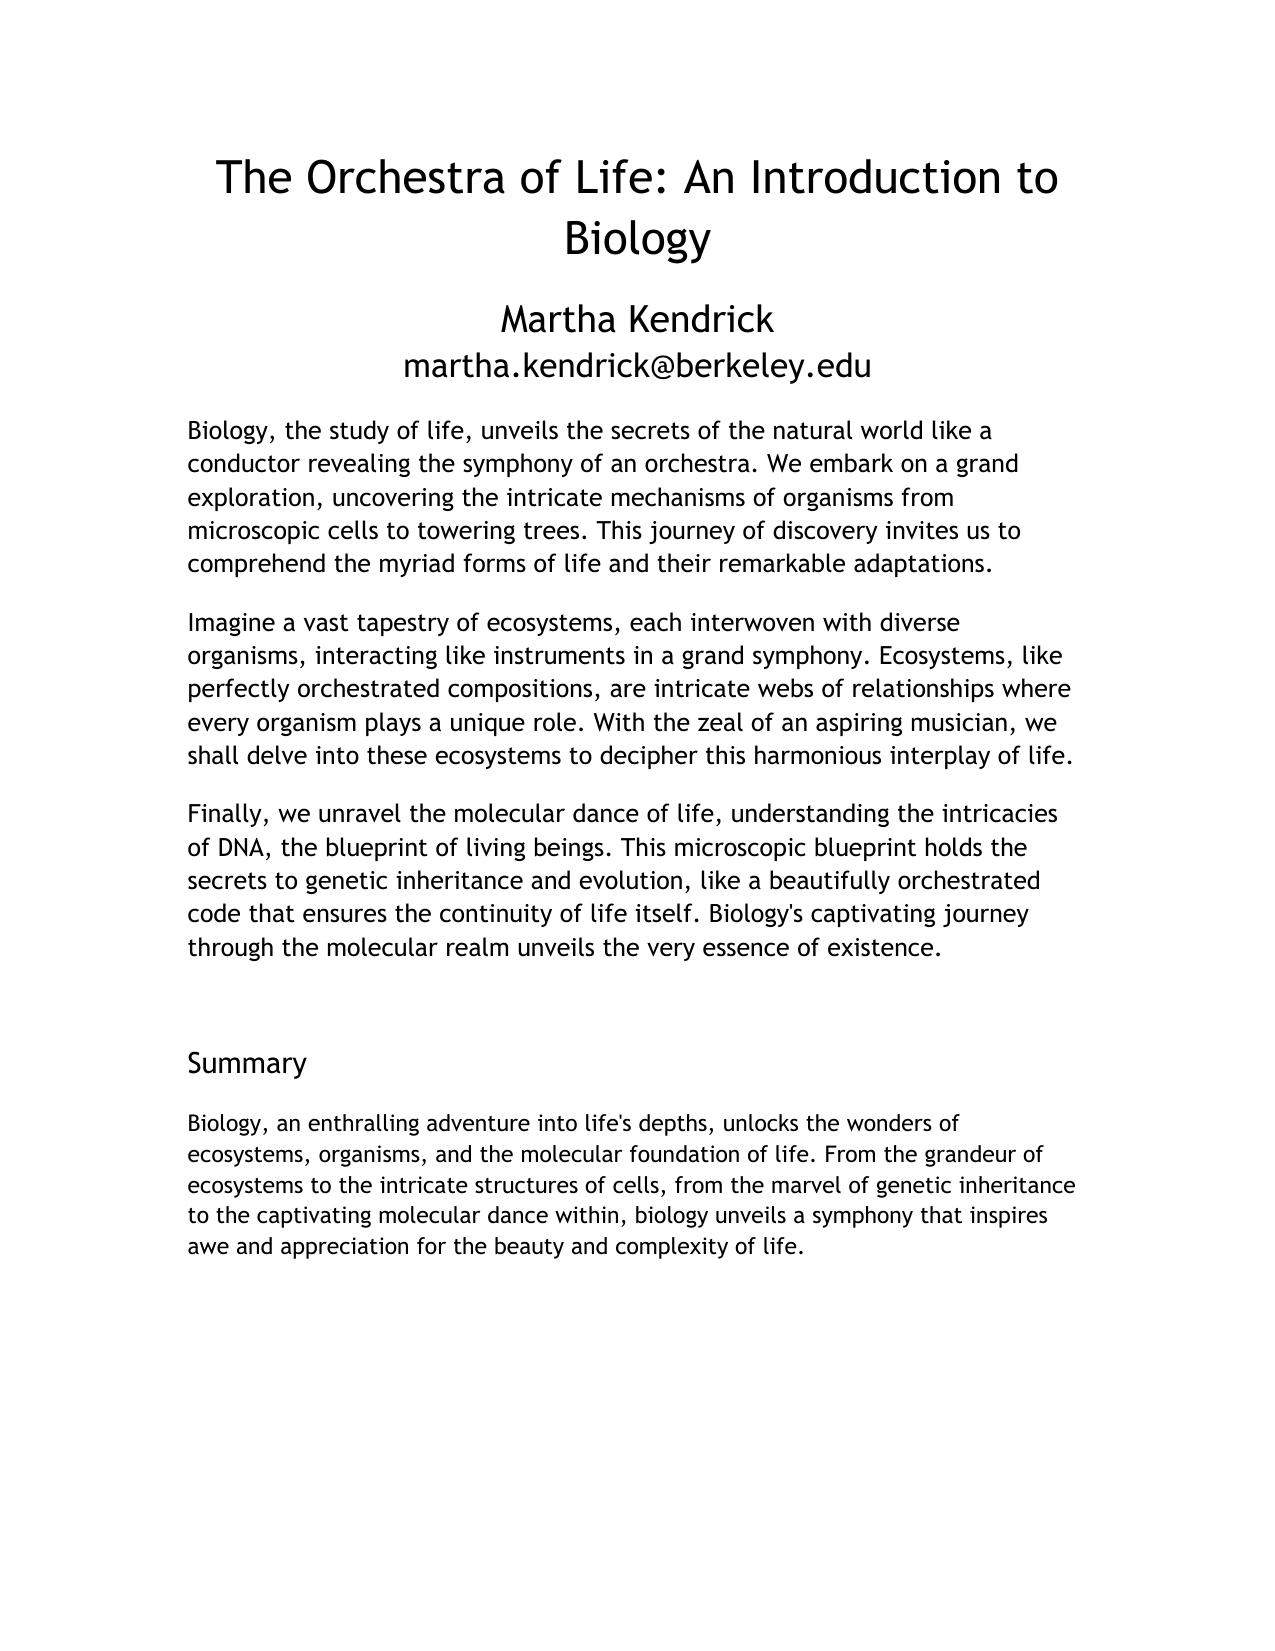 The Orchestra of Life: An Introduction to
Biology
Martha Kendrick
martha.kendrick@berkeley.edu
Biology, the study of life, unveils the secrets of the natural world like a
conductor revealing the symphony of an orchestra. We embark on a grand
exploration, uncovering the intricate mechanisms of organisms from
microscopic cells to towering trees. This journey of discovery invites us to
comprehend the myriad forms of life and their remarkable adaptations.
Imagine a vast tapestry of ecosystems, each interwoven with diverse
organisms, interacting like instruments in a grand symphony. Ecosystems, like
perfectly orchestrated compositions, are intricate webs of relationships where
every organism plays a unique role. With the zeal of an aspiring musician, we
shall delve into these ecosystems to decipher this harmonious interplay of life.
Finally, we unravel the molecular dance of life, understanding the intricacies
of DNA, the blueprint of living beings. This microscopic blueprint holds the
secrets to genetic inheritance and evolution, like a beautifully orchestrated
code that ensures the continuity of life itself. Biology's captivating journey
through the molecular realm unveils the very essence of existence.
Summary
Biology, an enthralling adventure into life's depths, unlocks the wonders of
ecosystems, organisms, and the molecular foundation of life. From the grandeur of
ecosystems to the intricate structures of cells, from the marvel of genetic inheritance
to the captivating molecular dance within, biology unveils a symphony that inspires
awe and appreciation for the beauty and complexity of life.